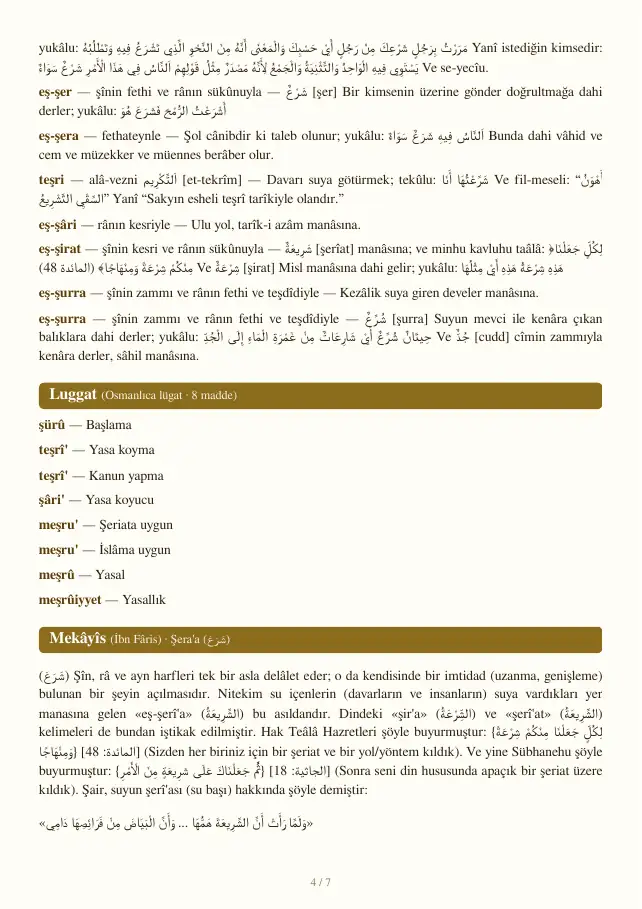 yukâlu: مَرَرْتُ بِرَجُلٍ شَرْعِكَ مِنْ رَجُلٍ أَيْ حَسْبِكَ وَالْمَعْنَى أَنَّهُ مِنَ النَّحْوِ الَّذِي تَشْرَعُ فِيهِ وَتَطْلُبُهُ Yanî istediğin kimsedir:
يَسْتَوِي فِيهِ الْوَاحِدُ وَالتَّثْنِيَةُ وَالْجَمْعُ لِأَنَّهُ مَصْدَرٌ مِثْلُ قَوْلِهِمْ اَلنَّاسُ فِي هَذَا الْأَمْرِ شَرْعٌ سَوَاءٌ Ve se-yecîu.
eş-şer — şînin fethi ve rânın sükûnuyla — شَرْعٌ [şer] Bir kimsenin üzerine gönder doğrultmağa dahi
derler; yukâlu: أَشْرَعْتُ الرُّمْحَ فَشَرَعَ هُوَ
eş-şera — fethateynle — Şol cânibdir ki taleb olunur; yukâlu: اَلنَّاسُ فِيهِ شَرَعٌ سَوَاءٌ Bunda dahi vâhid ve
cem ve müzekker ve müennes berâber olur.
teşri — alâ-vezni اَلتَّكْرِيم [et-tekrîm] — Davarı suya götürmek; tekûlu: شَرَّعْتُهَا أَنَا Ve fil-meseli: “أَهْوَنُ
السَّقْيِ التَّشْرِيعُ” Yanî “Sakyın esheli teşrî tarîkiyle olandır.”
eş-şâri — rânın kesriyle — Ulu yol, tarîk-i azâm manâsına.
eş-şirat — şînin kesri ve rânın sükûnuyla — شَرِيعَةٌ [şerîat] manâsına; ve minhu kavluhu taâlâ: ﴿لِكُلٍّ جَعَلْنَا
مِنْكُمْ شِرْعَةً وَمِنْهَاجًا﴾ (المائدة 48) Ve شِرْعَةٌ [şirat] Misl manâsına dahi gelir; yukâlu: هَذِهِ شِرْعَةُ هَذِهِ أَيْ مِثْلُهَا
eş-şurra — şînin zammı ve rânın fethi ve teşdîdiyle — Kezâlik suya giren develer manâsına.
eş-şurra — şînin zammı ve rânın fethi ve teşdîdiyle — شُرَّعٌ [şurra] Suyun mevci ile kenâra çıkan
balıklara dahi derler; yukâlu: حِيتَانٌ شُرَّعٌ أَيْ شَارِعَاتٌ مِنْ غَمْرَةِ الْمَاءِ إِلَى الْجُدِّ Ve جُدٌّ [cudd] cîmin zammıyla
kenâra derler, sâhil manâsına.
Luggat (Osmanlıca lügat · 8 madde)
şürû — Başlama
teşrî' — Yasa koyma
teşrî' — Kanun yapma
şâri' — Yasa koyucu
meşru' — Şeriata uygun
meşru' — İslâma uygun
meşrû — Yasal
meşrûiyyet — Yasallık
Mekâyîs (İbn Fâris) · Şera'a (شَرَعَ)
(شَرَعَ) Şîn, râ ve ayn harfleri tek bir asla delâlet eder; o da kendisinde bir imtidad (uzanma, genişleme)
bulunan bir şeyin açılmasıdır. Nitekim su içenlerin (davarların ve insanların) suya vardıkları yer
manasına gelen «eş-şerî'a» (الشَّرِيعَةُ) bu asıldandır. Dindeki «şir'a» (الشِّرْعَةُ) ve «şerî'at» (الشَّرِيعَةُ)
kelimeleri de bundan iştikak edilmiştir. Hak Teâlâ Hazretleri şöyle buyurmuştur: {لِكُلٍّ جَعَلْنَا مِنْكُمْ شِرْعَةً
وَمِنْهَاجًا} [المائدة: 48] (Sizden her biriniz için bir şeriat ve bir yol/yöntem kıldık). Ve yine Sübhanehu şöyle
buyurmuştur: {ثُمَّ جَعَلْنَاكَ عَلَى شَرِيعَةٍ مِنَ الْأَمْرِ} [الجاثية: 18] (Sonra seni din hususunda apaçık bir şeriat üzere
kıldık). Şair, suyun şerî'ası (su başı) hakkında şöyle demiştir:
«وَلَمَّا رَأَتْ أَنَّ الشَّرِيعَةَ هَمُّهَا ... وَأَنَّ الْبَيَاضَ مِنْ فَرَائِصِهَا دَامِي»
4 / 7